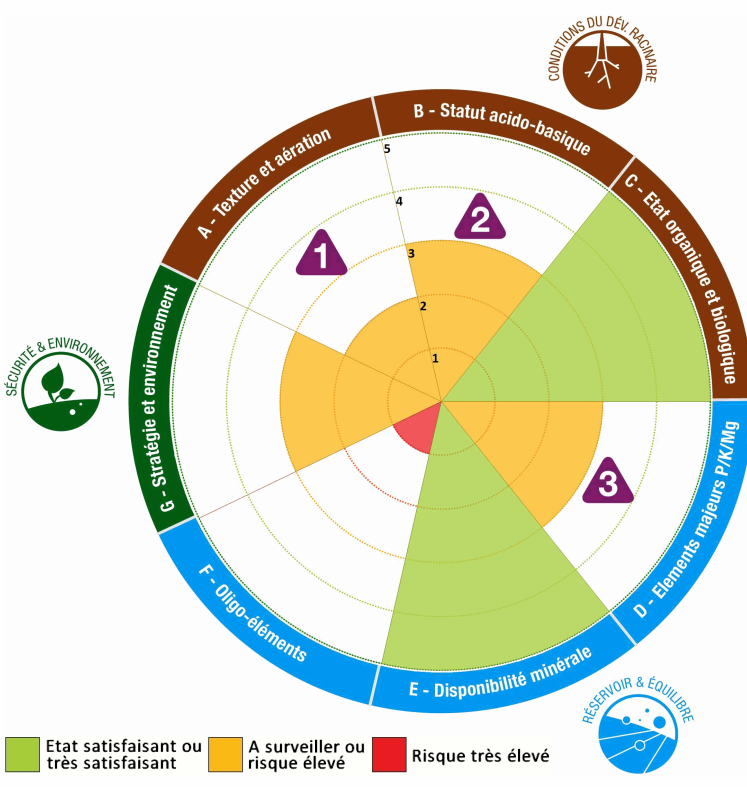 CONDITIONS DU DÉV. RACINAIRE
B - Statut acido-basique
A - Texture et aération
C - Etat organique et biologique
5
4
3
2
1
1
2
3
SÉCURITÉ & ENVIRONNEMENT
G - Stratégie et environnement
D - Elements majeurs P/K/Mg
F - Oligo-éléments
E - Disponibilité minérale
RÉSERVOIR & ÉQUILIBRE
Etat satisfaisant ou
très satisfaisant
A surveiller ou
risque élevé
Risque très élevé